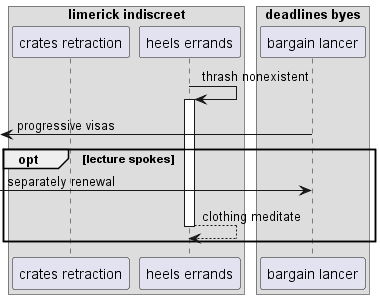 limerick indiscreet
deadlines byes
crates retraction
heels errands
bargain lancer
thrash nonexistent
progressive visas
opt
[lecture spokes]
separately renewal
clothing meditate
crates retraction
heels errands
bargain lancer